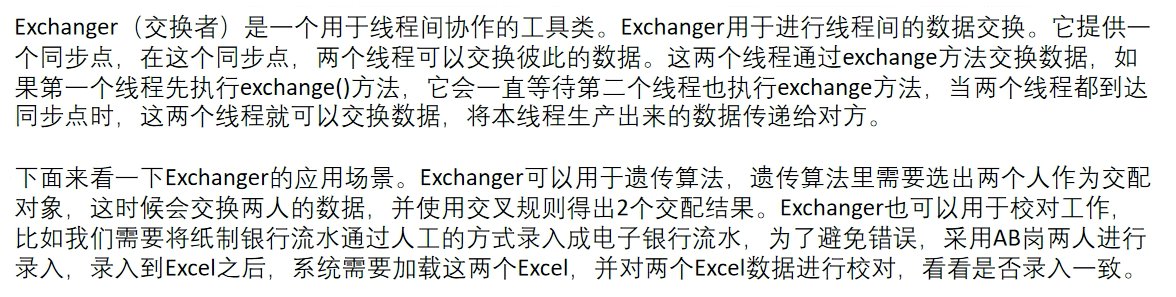 Exchanger（交换者）是一个用于线程间协作的工具类。Exchanger用于进行线程间的数据交换。它提供一
个同步点，在这个同步点，两个线程可以交换彼此的数据。这两个线程通过exchange方法交换数据，如
果第一个线程先执行exchange()方法，它会一直等待第二个线程也执行exchange方法，当两个线程都到达
同步点时，这两个线程就可以交换数据，将本线程生产出来的数据传递给对方。
下面来看一下Exchanger的应用场景。Exchanger可以用于遗传算法，遗传算法里需要选出两个人作为交配
对象，这时候会交换两人的数据，并使用交叉规则得出2个交配结果。Exchanger也可以用于校对工作，
比如我们需要将纸制银行流水通过人工的方式录入成电子银行流水，为了避免错误，采用AB岗两人进行
录入，录入到Excel之后，系统需要加载这两个Excel，并对两个Excel数据进行校对，看看是否录入一致。